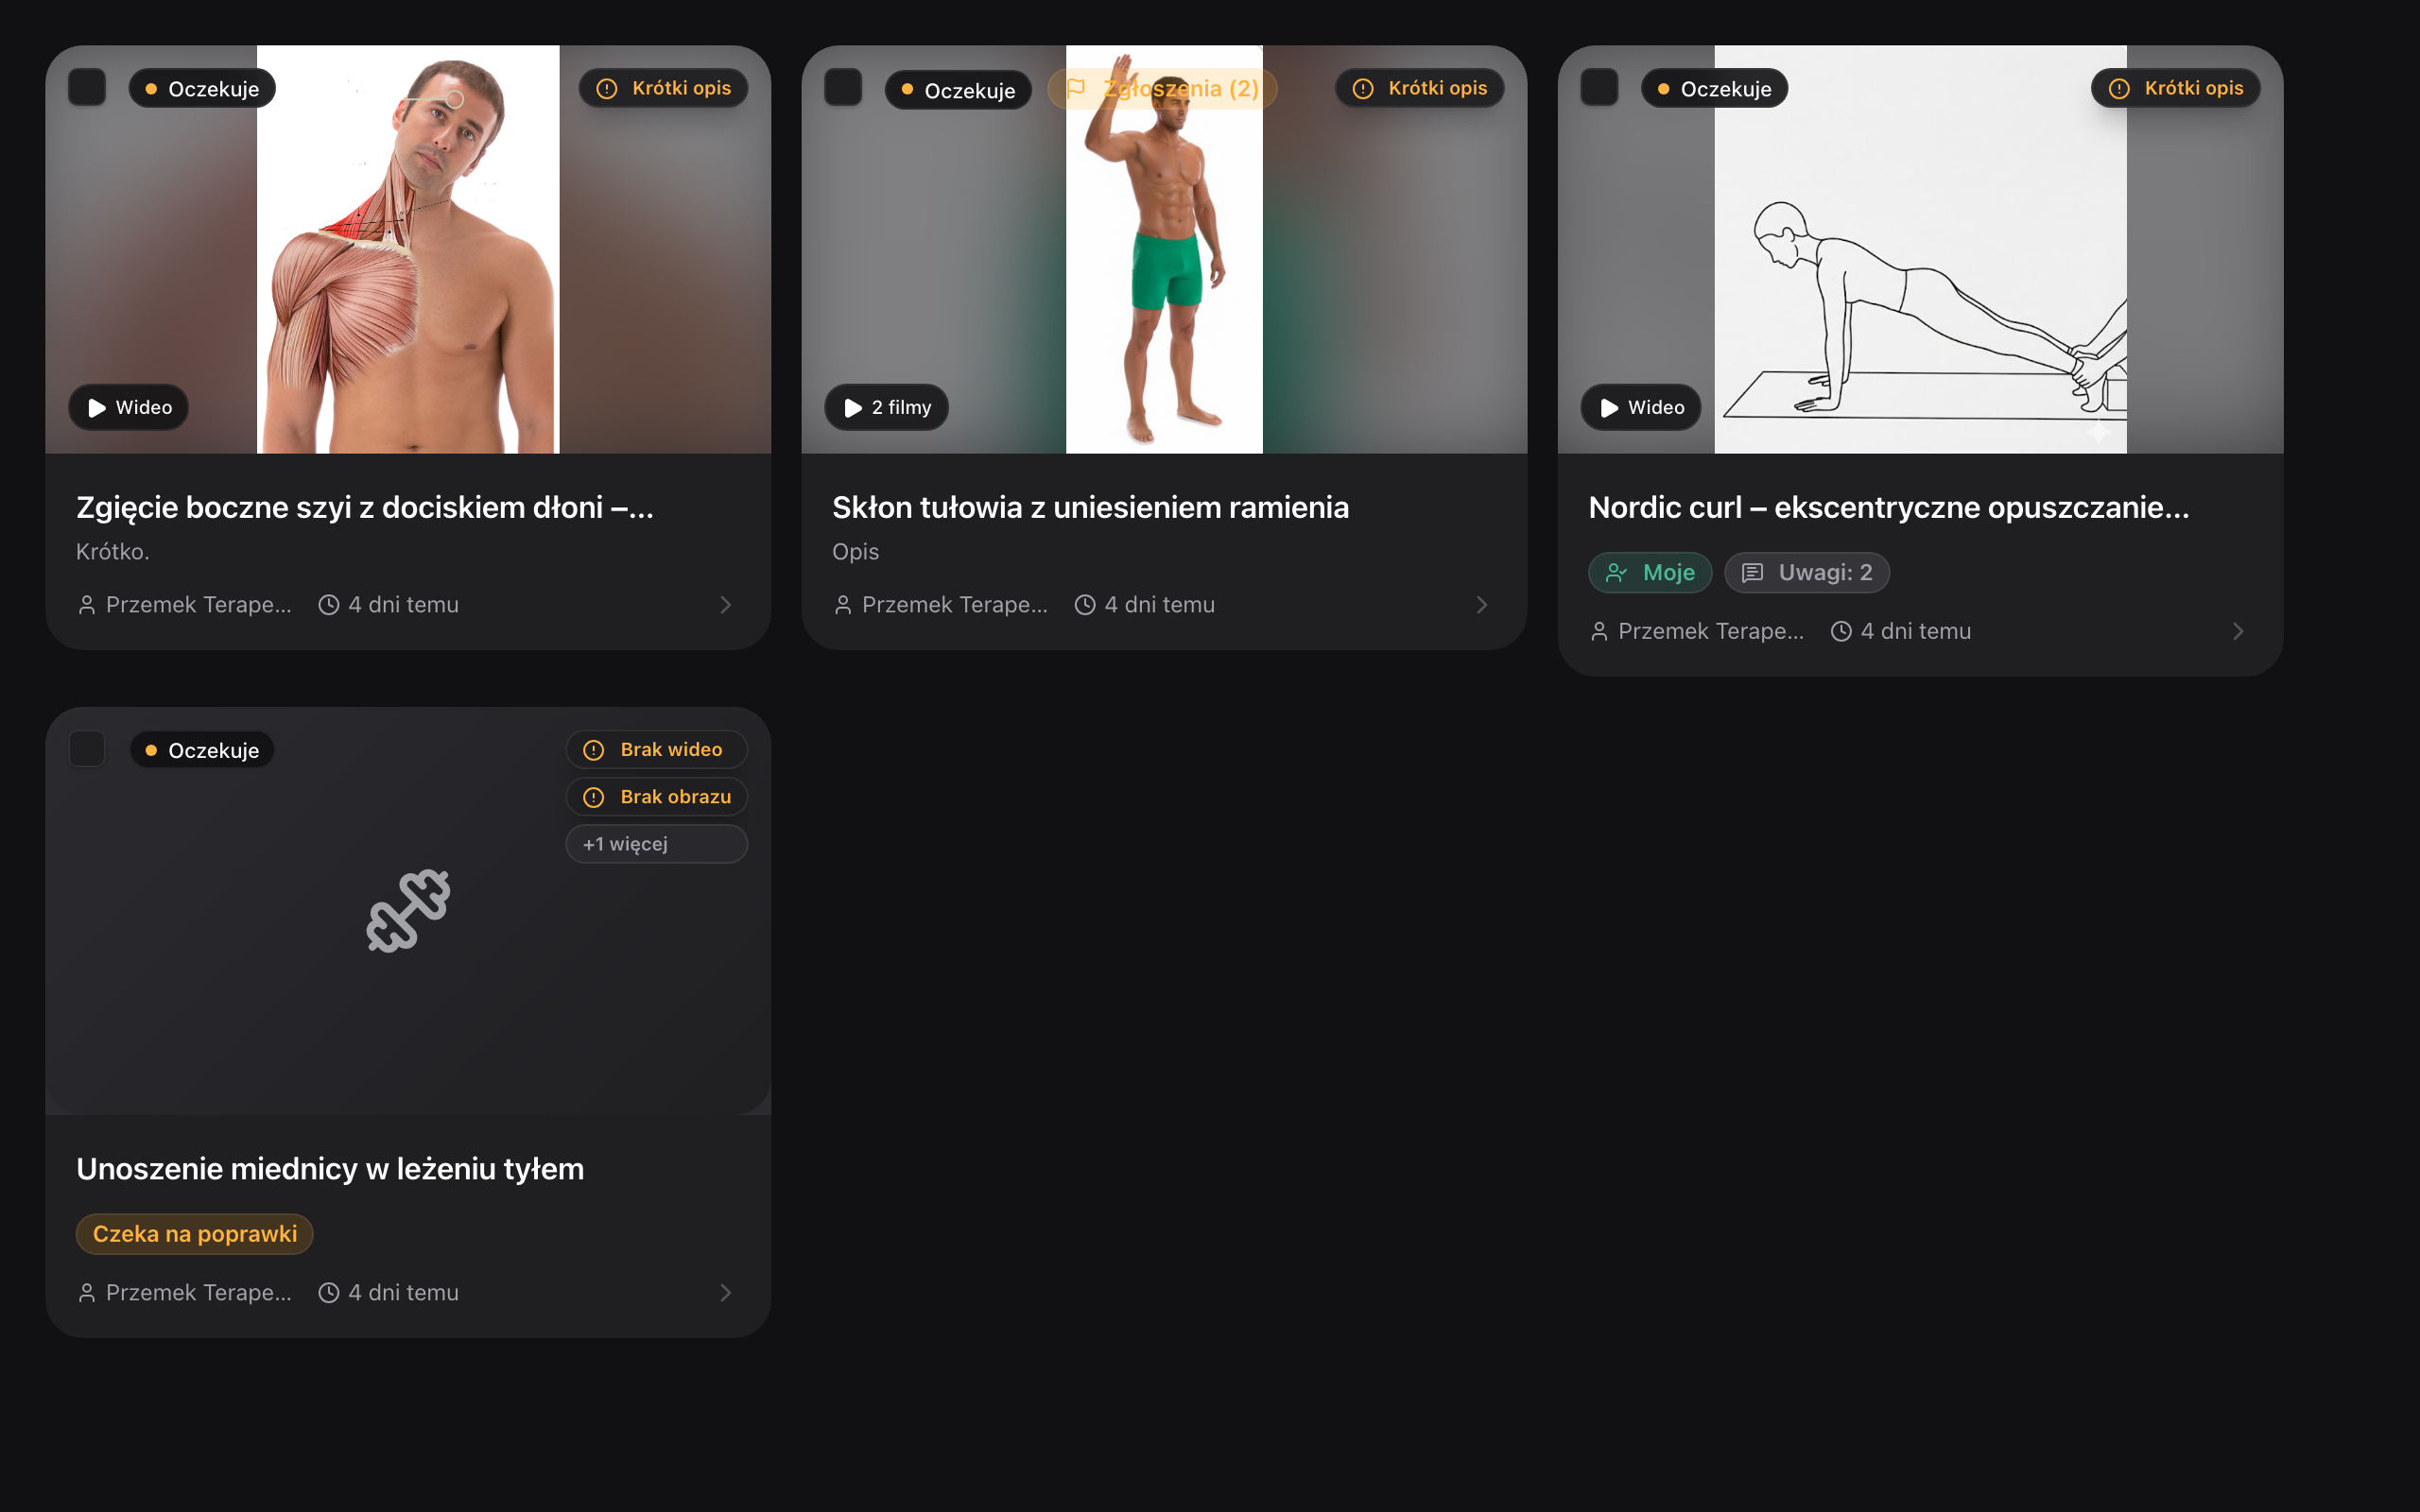 Oczekuje
Krótki opis
Wideo
Zgięcie boczne szyi z dociskiem dłoni –...
Krótko.
Przemek Terape... 4 dni temu
Oczekuje
Zgłoszenia (2)
Krótki opis
2 filmy
Skłon tułowia z uniesieniem ramienia
Opis
Przemek Terape... 4 dni temu
Oczekuje
Krótki opis
Wideo
Nordic curl – ekscentryczne opuszczanie...
Moje
Uwagi: 2
Przemek Terape... 4 dni temu
Oczekuje
Brak wideo
Brak obrazu
+1 więcej
Unoszenie miednicy w leżeniu tyłem
Czeka na poprawki
Przemek Terape... 4 dni temu